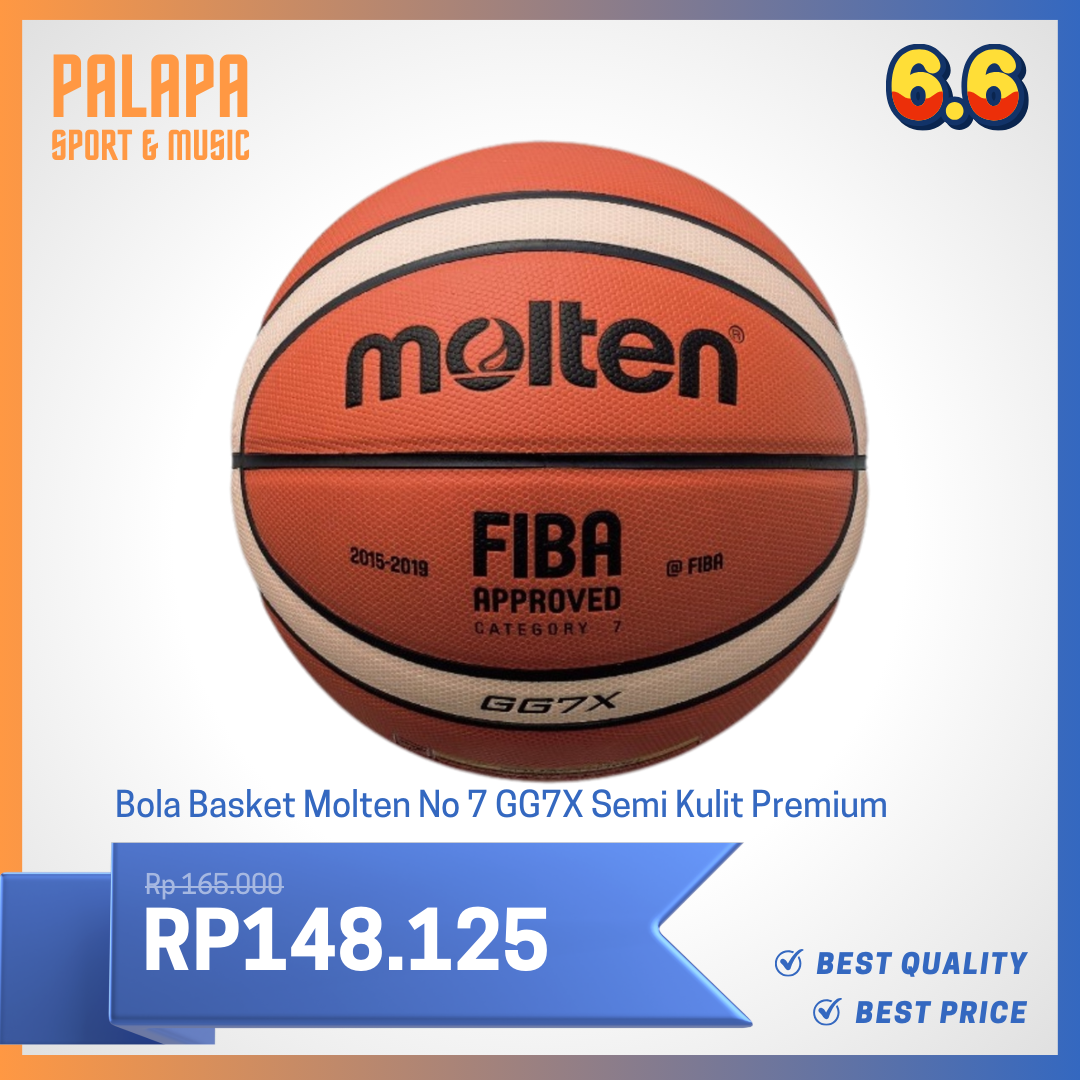 PALAPA
SPORT & MUSIC
6.6
molten®
FIBA
APPROVED
CATEGORY 7
2015-2019
@ FIBA
GG7X
Bola Basket Molten No 7 GG7X Semi Kulit Premium
Rp 165.000
RP148.125
BEST QUALITY
BEST PRICE